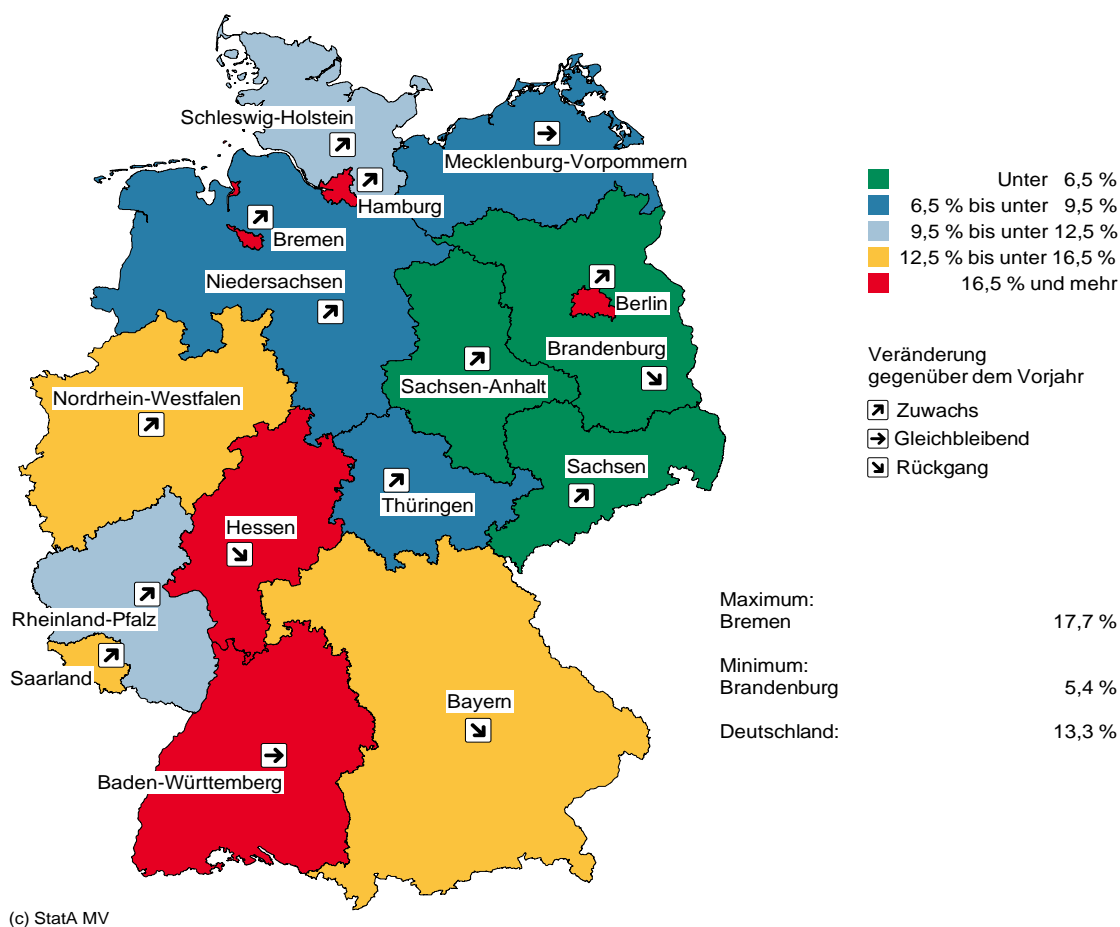 Schleswig-Holstein
Mecklenburg-Vorpommern
Hamburg
Bremen
Niedersachsen
Berlin
Brandenburg
Sachsen-Anhalt
Nordrhein-Westfalen
Sachsen
Thüringen
Hessen
Rheinland-Pfalz
Saarland
Bayern
Baden-Württemberg
Unter 6,5 %
6,5 % bis unter 9,5 %
9,5 % bis unter 12,5 %
12,5 % bis unter 16,5 %
16,5 % und mehr
Veränderung
gegenüber dem Vorjahr
Zuwachs
Gleichbleibend
Rückgang
Maximum:
Bremen 17,7 %
Minimum:
Brandenburg 5,4 %
Deutschland: 13,3 %
(c) StatA MV